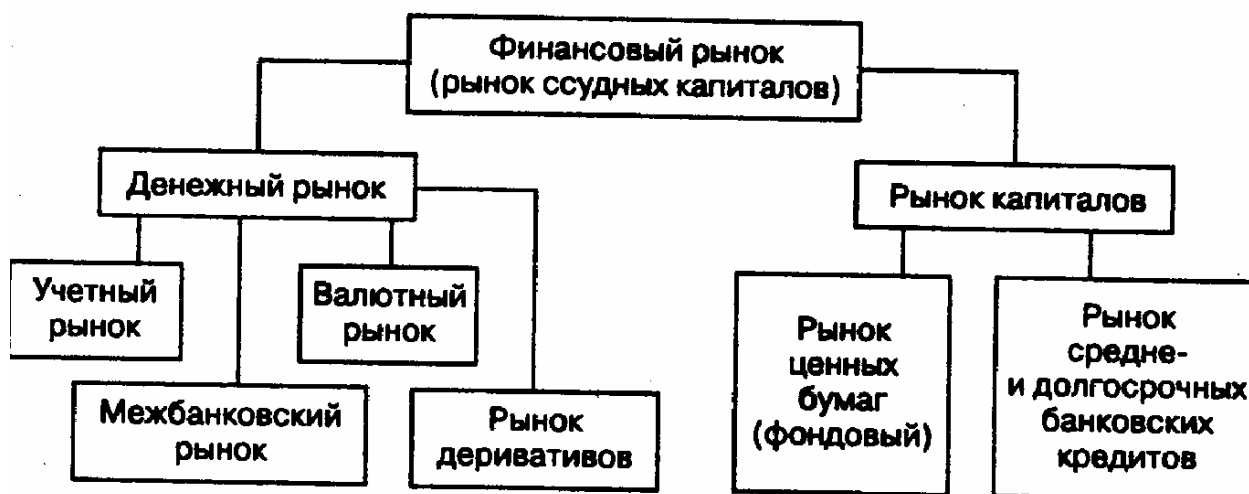 Финансовый рынок
(рынок ссудных капиталов)
Денежный рынок
Рынок капиталов
Учетный
рынок
Валютный
рынок
Межбанковский
рынок
Рынок
деривативов
Рынок
ценных
бумаг
(фондовый)
Рынок
средне-
и долгосрочных
банковских
кредитов